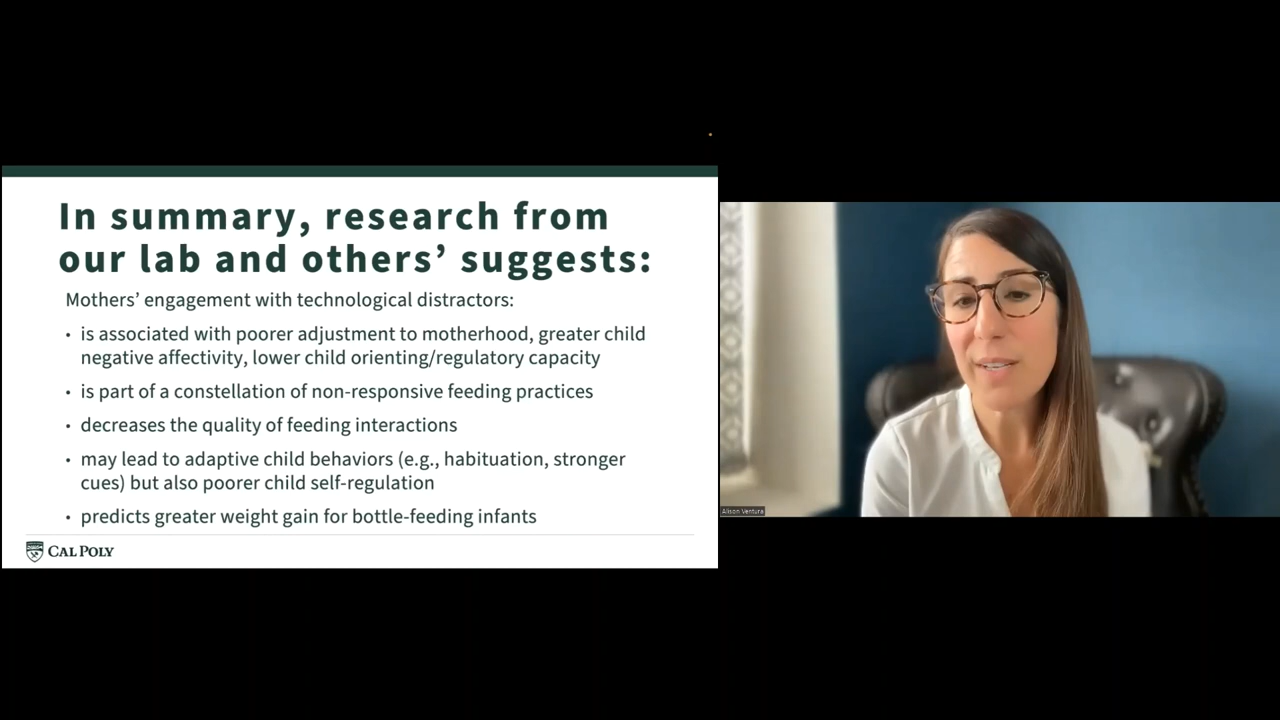 In summary, research from
our lab and others’ suggests:
Mothers’ engagement with technological distractors:
• is associated with poorer adjustment to motherhood, greater child
negative affectivity, lower child orienting/regulatory capacity
• is part of a constellation of non-responsive feeding practices
• decreases the quality of feeding interactions
• may lead to adaptive child behaviors (e.g., habituation, stronger
cues) but also poorer child self-regulation
• predicts greater weight gain for bottle-feeding infants
CAL POLY
Alison Ventura